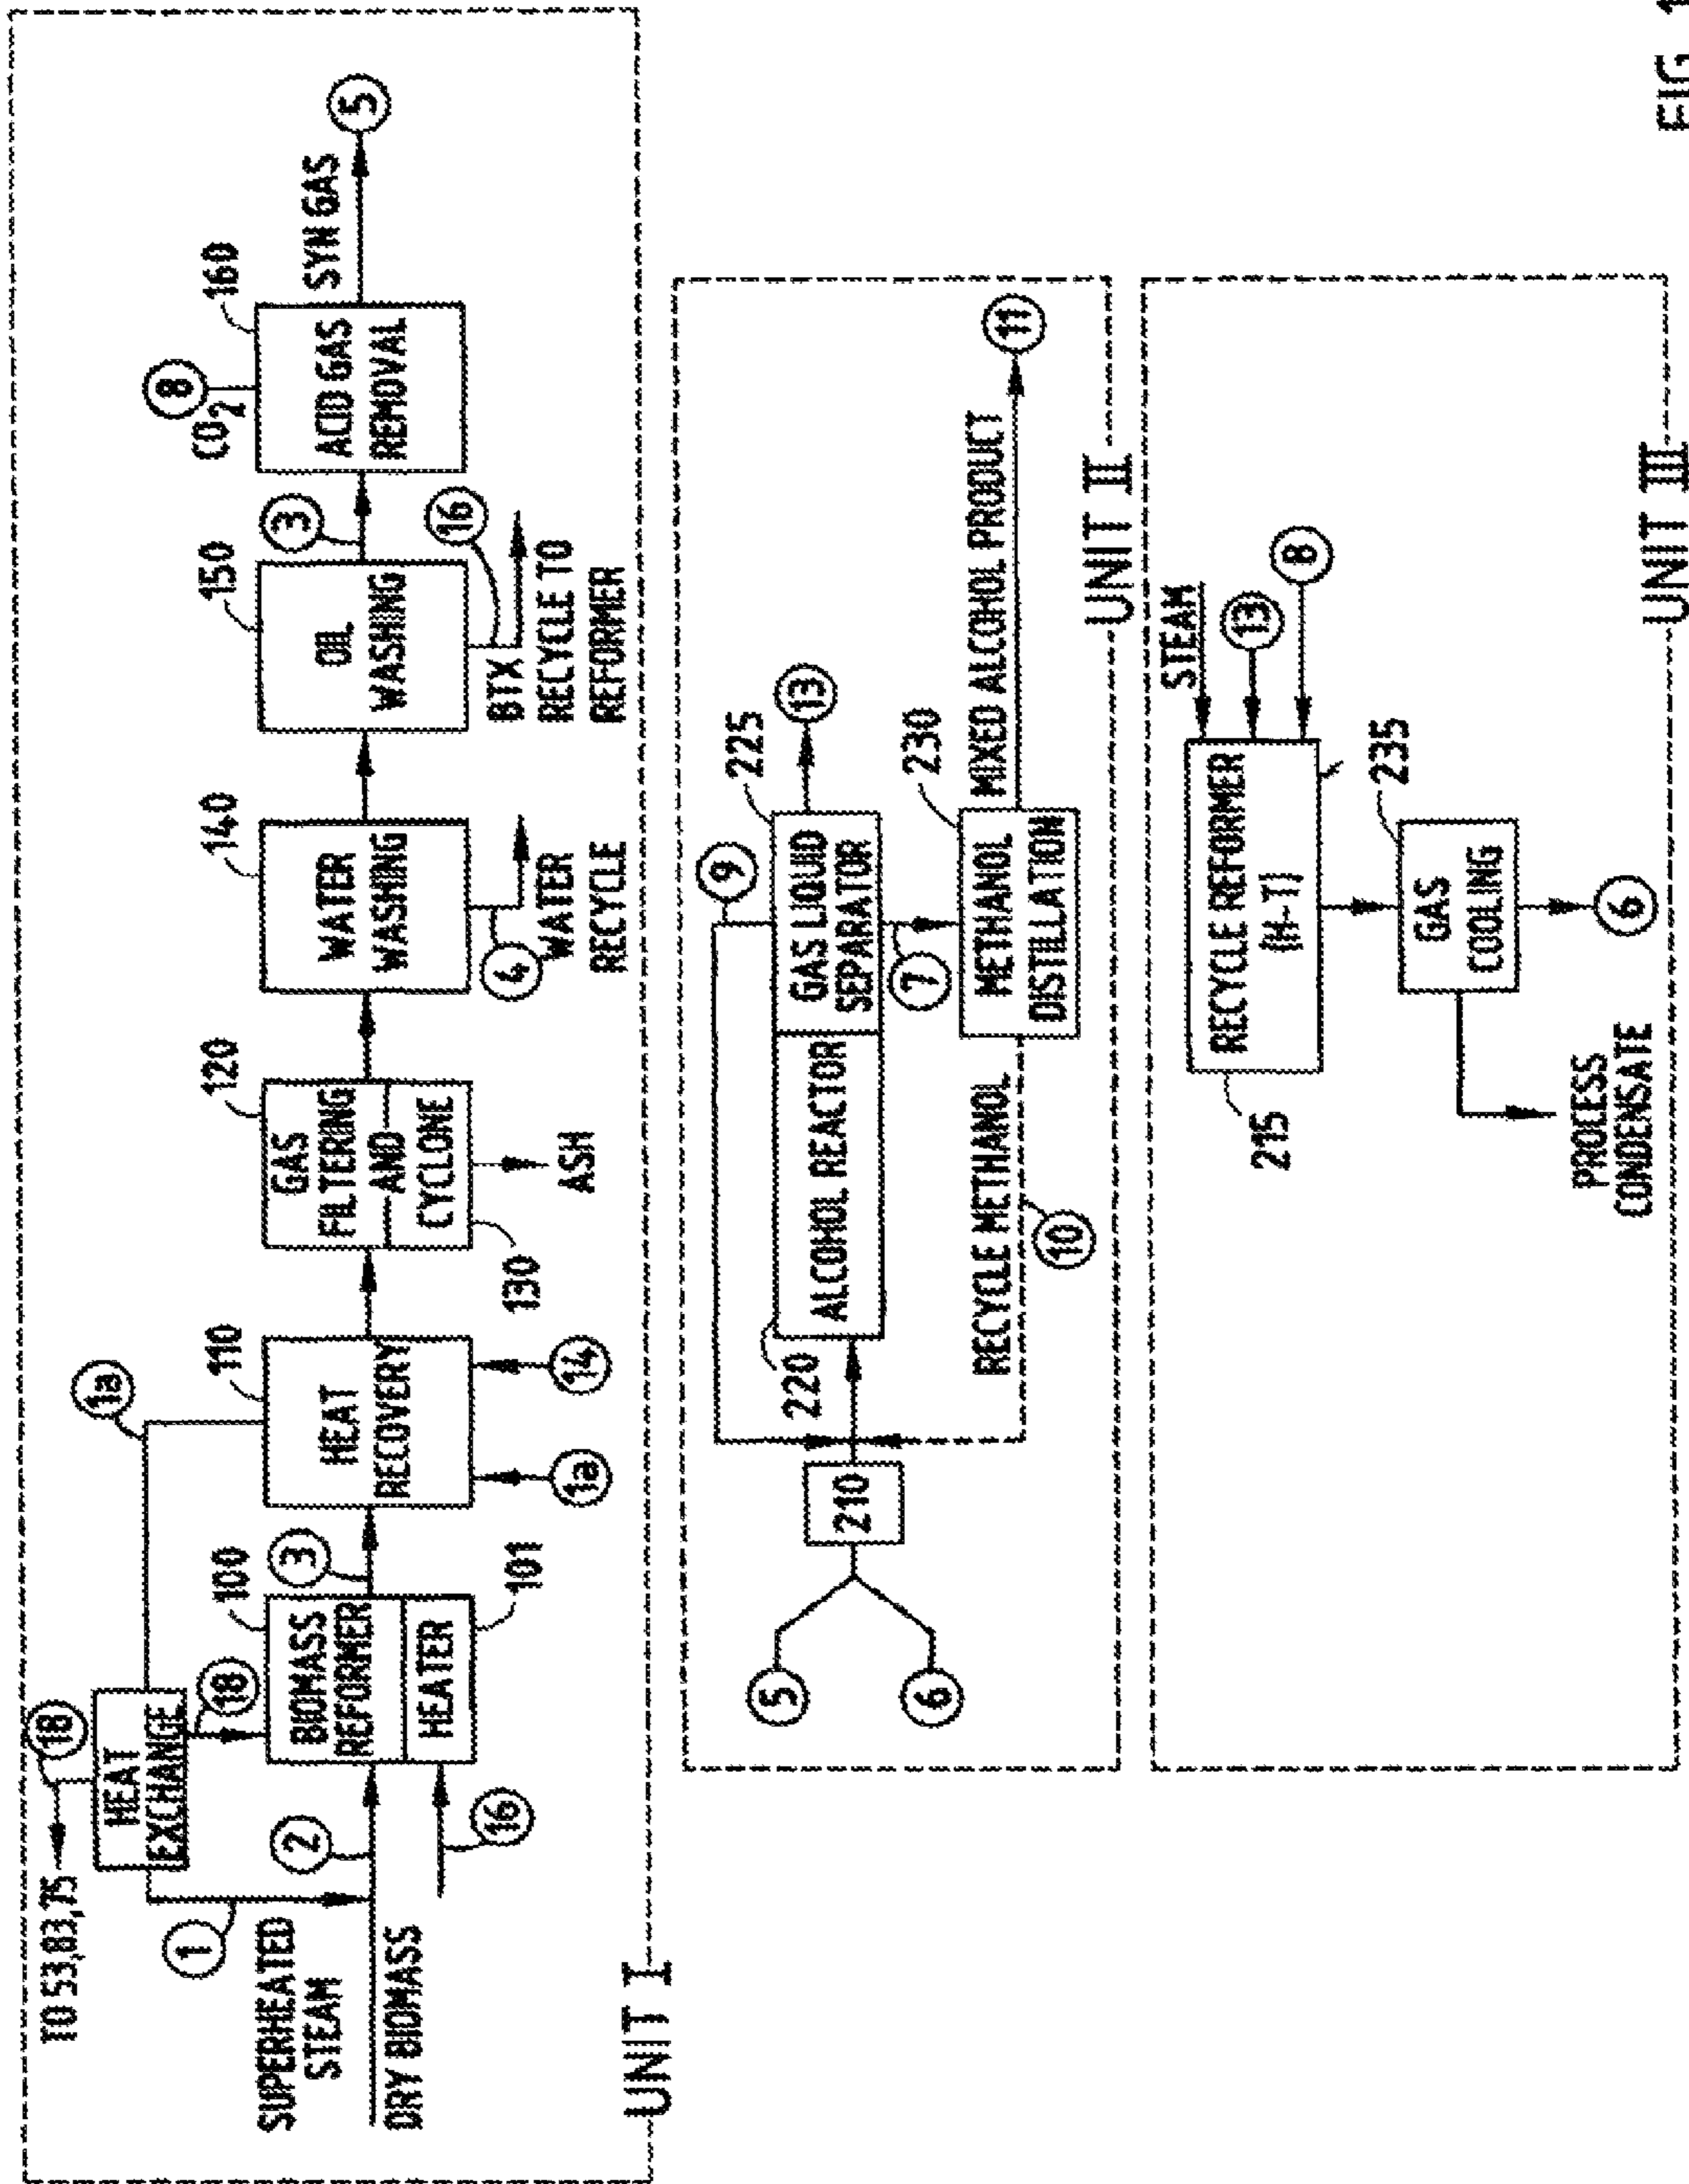 TO 53,83,75
18
HEAT
EXCHANGE
1a
18
1
SUPERHEATED
STEAM
DRY BIOMASS
2
16
100
BIOMASS
REFORMER
HEATER
101
3
110
HEAT
RECOVERY
1a
14
120
GAS
FILTERING
AND
CYCLONE
130
ASH
140
WATER
WASHING
4
WATER
RECYCLE
150
OIL
WASHING
3
16
BTX
RECYCLE TO
REFORMER
8
CO2
160
ACID GAS
REMOVAL
SYN GAS
5
UNIT I
5
6
210
9
220
ALCOHOL REACTOR
225
GAS LIQUID
SEPARATOR
13
7
230
METHANOL
DISTILLATION
RECYCLE METHANOL
10
MIXED ALCOHOL PRODUCT
11
UNIT II
STEAM
13
8
215
RECYCLE REFORMER
(H-T)
235
GAS
COOLING
PROCESS
CONDENSATE
6
UNIT III
FIG. 1